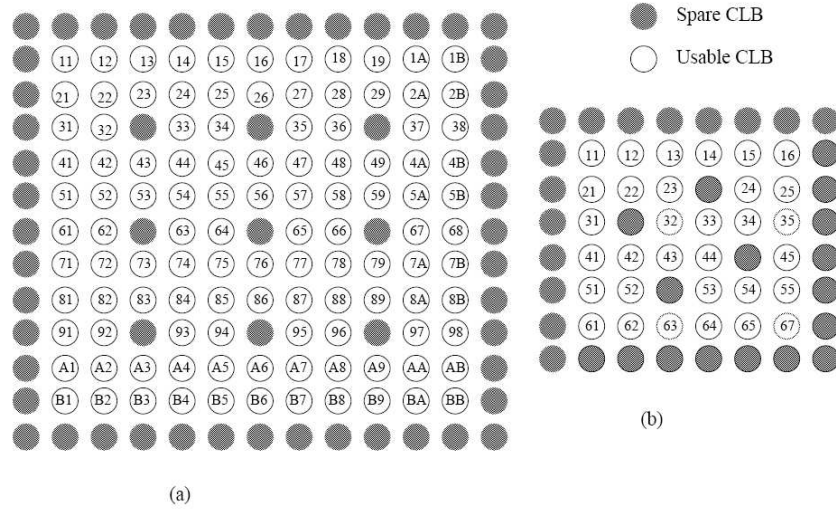 Spare CLB
Usable CLB
11 12 13 14 15 16 17 18 19 1A 1B
21 22 23 24 25 26 27 28 29 2A 2B
31 32 33 34 35 36 37 38
41 42 43 44 45 46 47 48 49 4A 4B
51 52 53 54 55 56 57 58 59 5A 5B
61 62 63 64 65 66 67 68
71 72 73 74 75 76 77 78 79 7A 7B
81 82 83 84 85 86 87 88 89 8A 8B
91 92 93 94 95 96 97 98
A1 A2 A3 A4 A5 A6 A7 A8 A9 AA AB
B1 B2 B3 B4 B5 B6 B7 B8 B9 BA BB
(a)
11 12 13 14 15 16
21 22 23 24 25
31 32 33 34 35
41 42 43 44 45
51 52 53 54 55
61 62 63 64 65 67
(b)